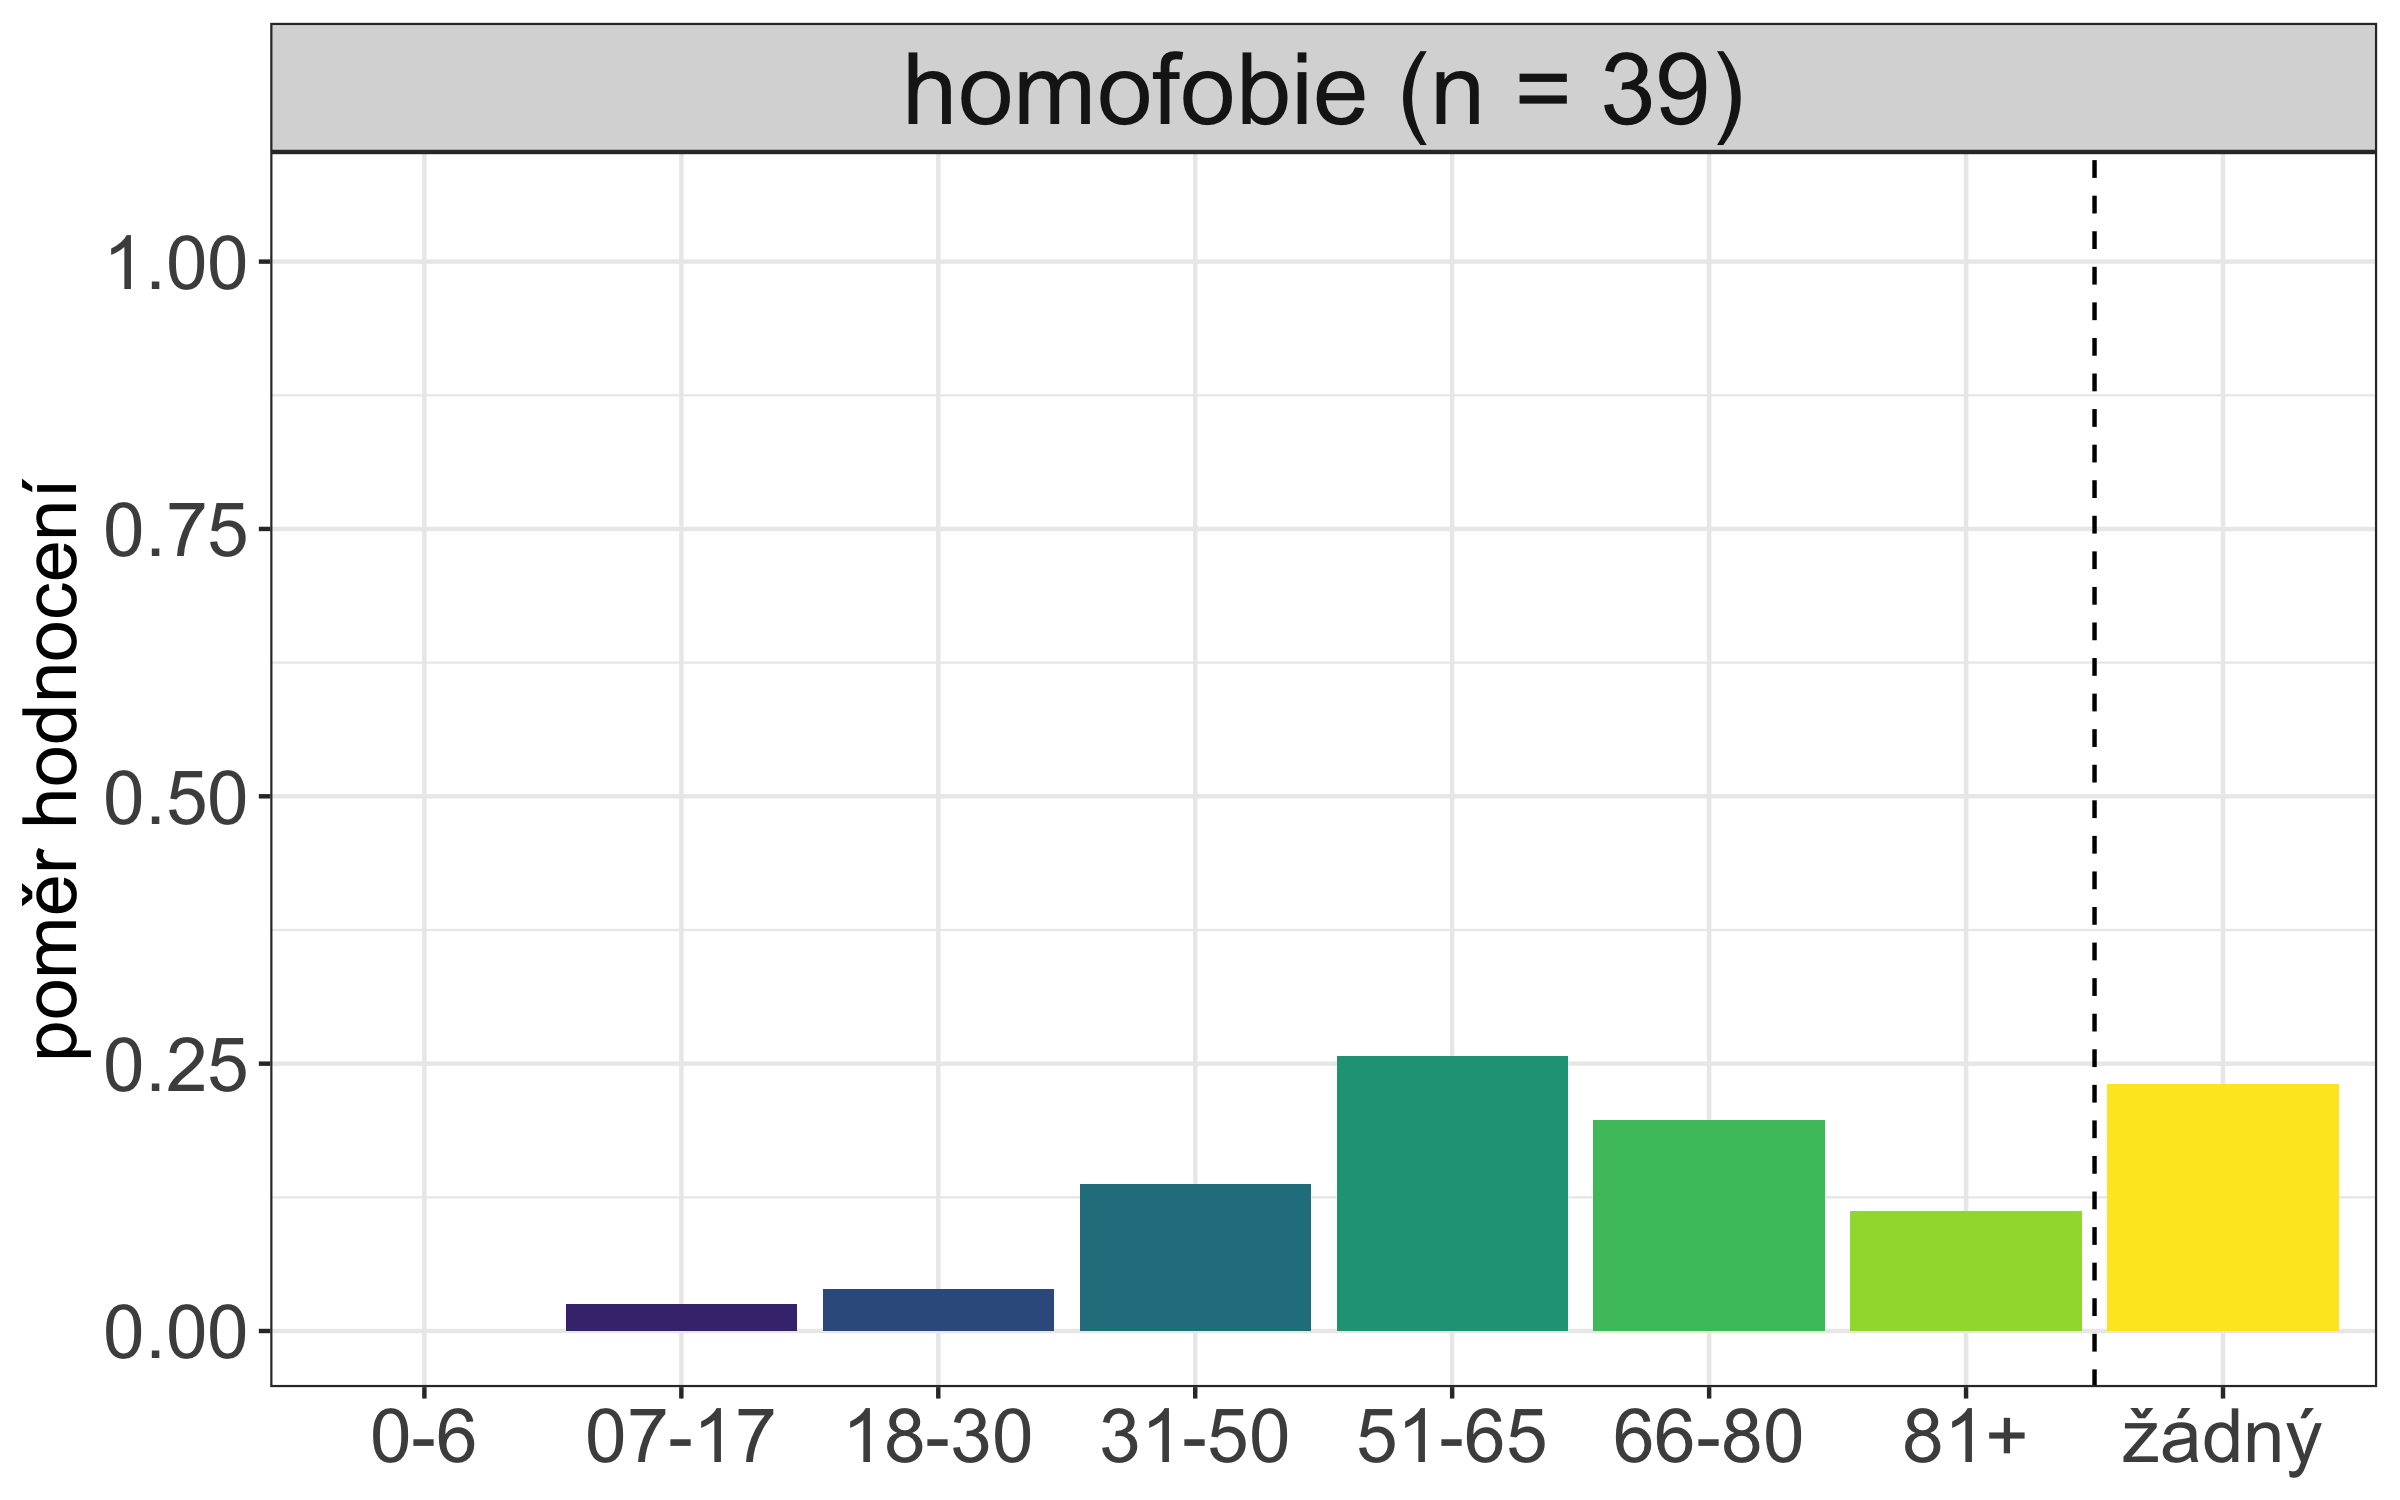 homofobie (n = 39)
poměr hodnocení
1.00
0.75
0.50
0.25
0.00
0-6 07-17 18-30 31-50 51-65 66-80 81+ žádný